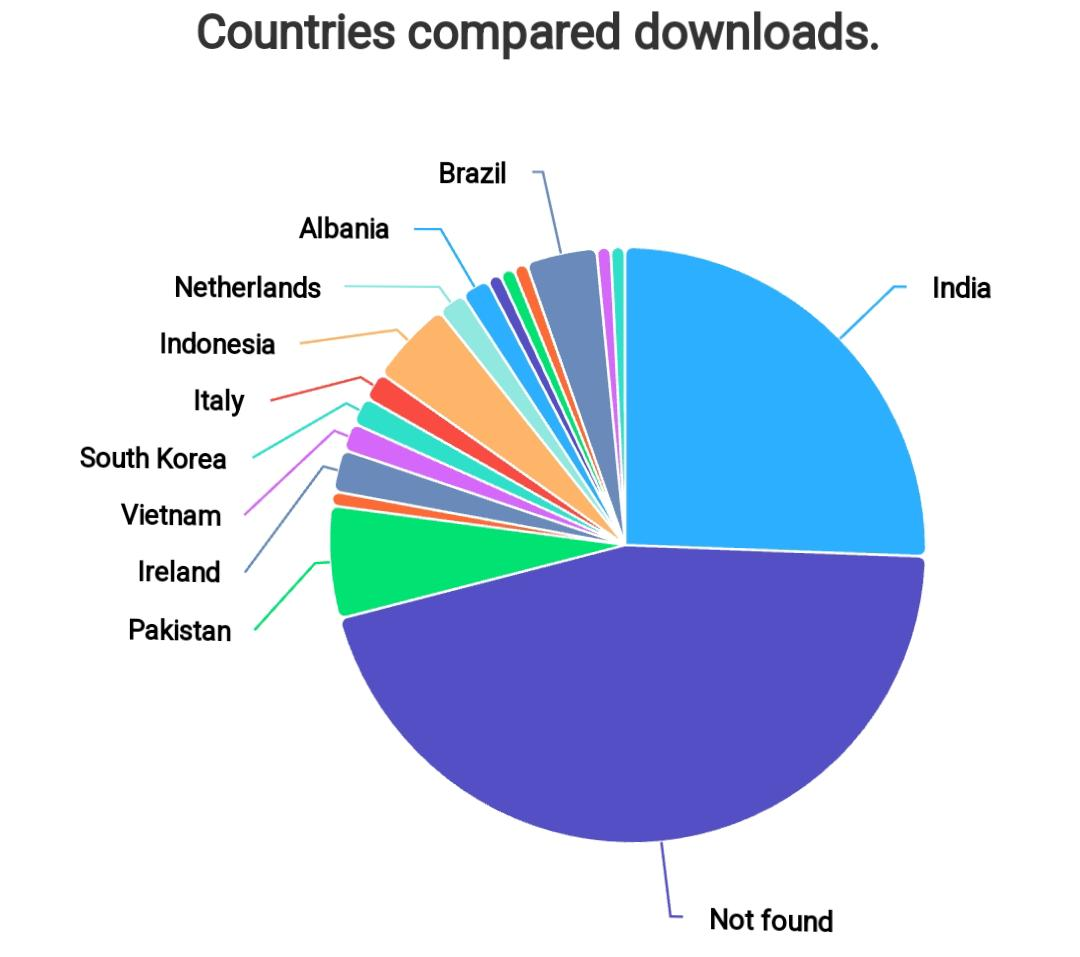 Countries compared downloads.
Brazil
Albania
Netherlands
India
Indonesia
Italy
South Korea
Vietnam
Ireland
Pakistan
Not found